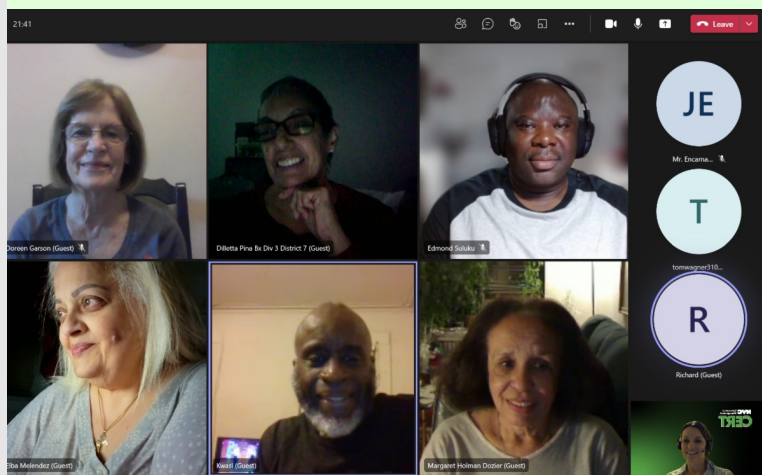 21:41
Leave
JE
Mr. Encarna...
T
tomwagner310...
R
Richard (Guest)
Doreen Garson (Guest)
Dilletta Pina Bx Div 3 District 7 (Guest)
Edmond Suluku
Elba Melendez (Guest)
Kwasi (Guest)
Margaret Holman Dozier (Guest)
CERT